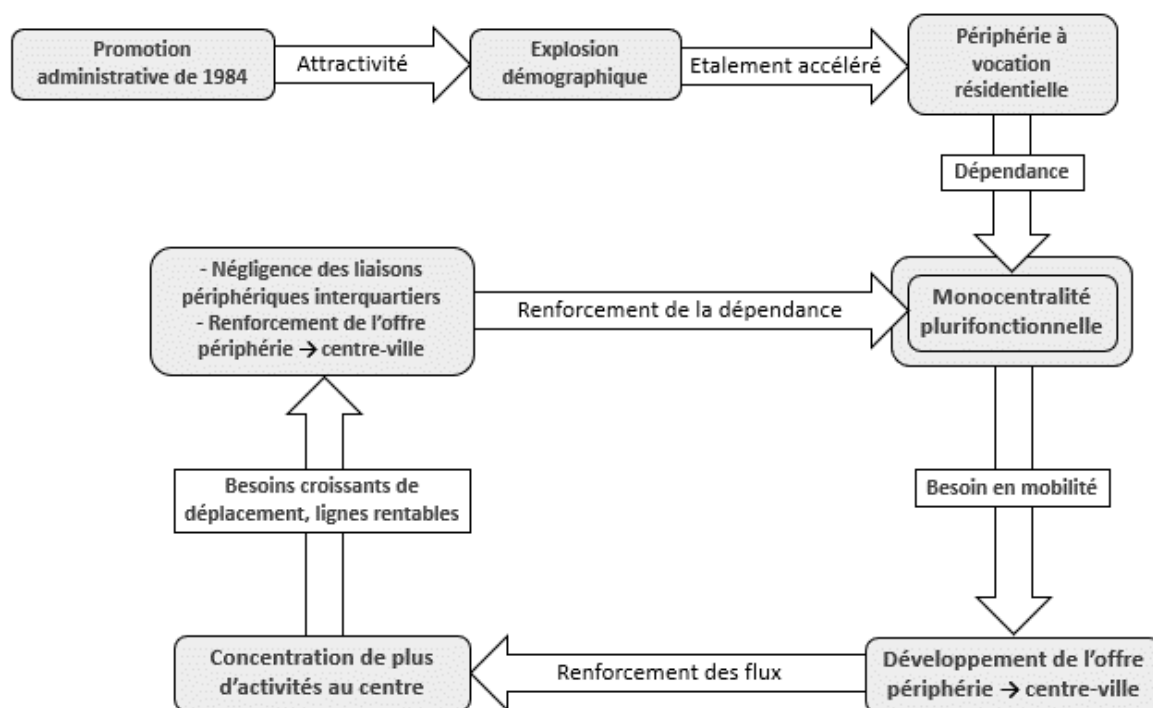 Promotion
administrative de 1984
Attractivité
Explosion
démographique
Etalement accéléré
Périphérie à
vocation
résidentielle
Dépendance
- Négligence des liaisons
périphériques interquartiers
- Renforcement de l'offre
périphérie → centre-ville
Renforcement de la dépendance
Monocentralité
plurifonctionnelle
Besoins croissants de
déplacement, lignes rentables
Besoin en mobilité
Concentration de plus
d'activités au centre
Renforcement des flux
Développement de l'offre
périphérie → centre-ville